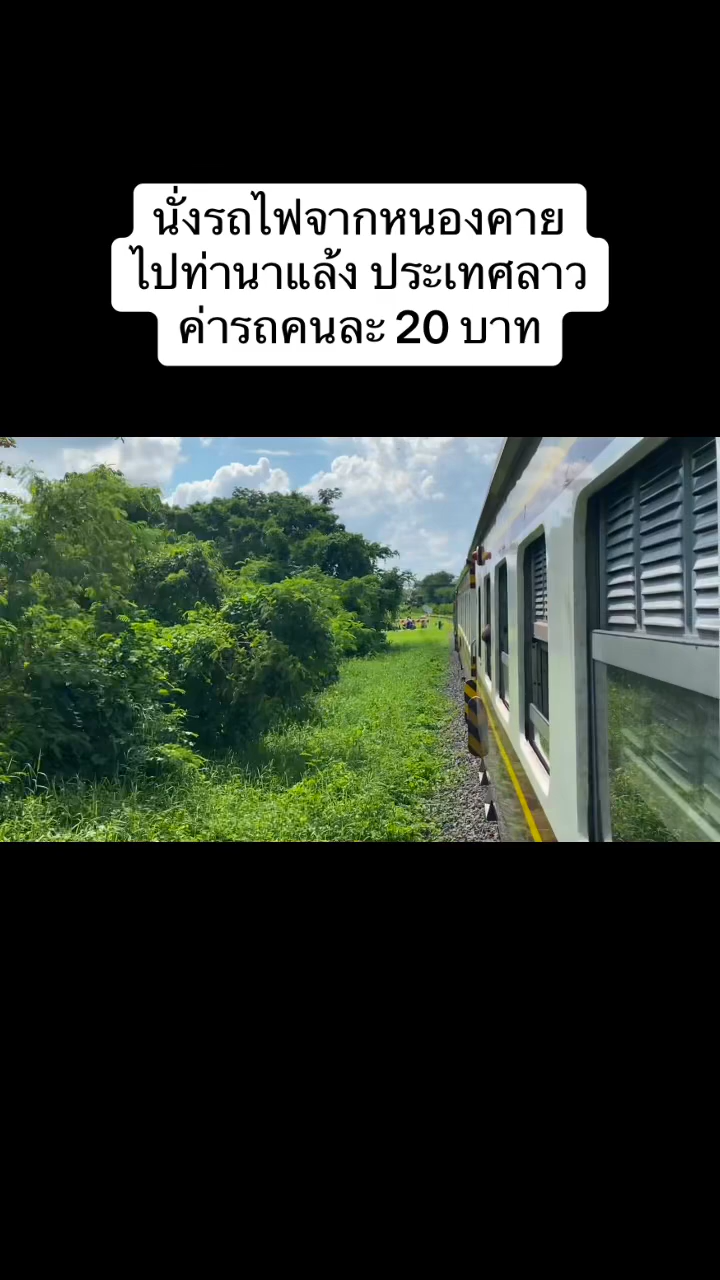 นั่งรถไฟจากหนองคาย
ไปท่านาแล้ง ประเทศลาว
ค่ารถคนละ 20 บาท